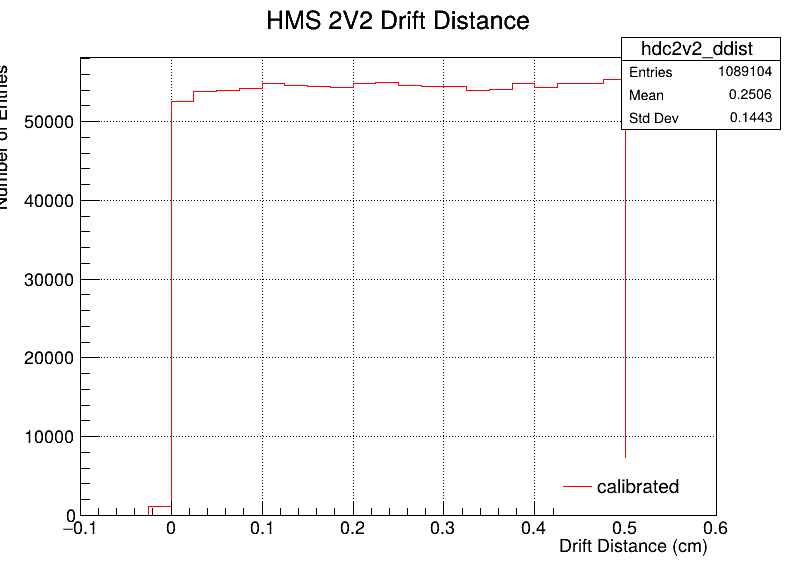 HMS 2V2 Drift Distance
hdc2v2_ddist
Entries 1089104
Mean 0.2506
Std Dev 0.1443
Number of Entries
50000
40000
30000
20000
10000
0
calibrated
−0.1 0 0.1 0.2 0.3 0.4 0.5 0.6
Drift Distance (cm)